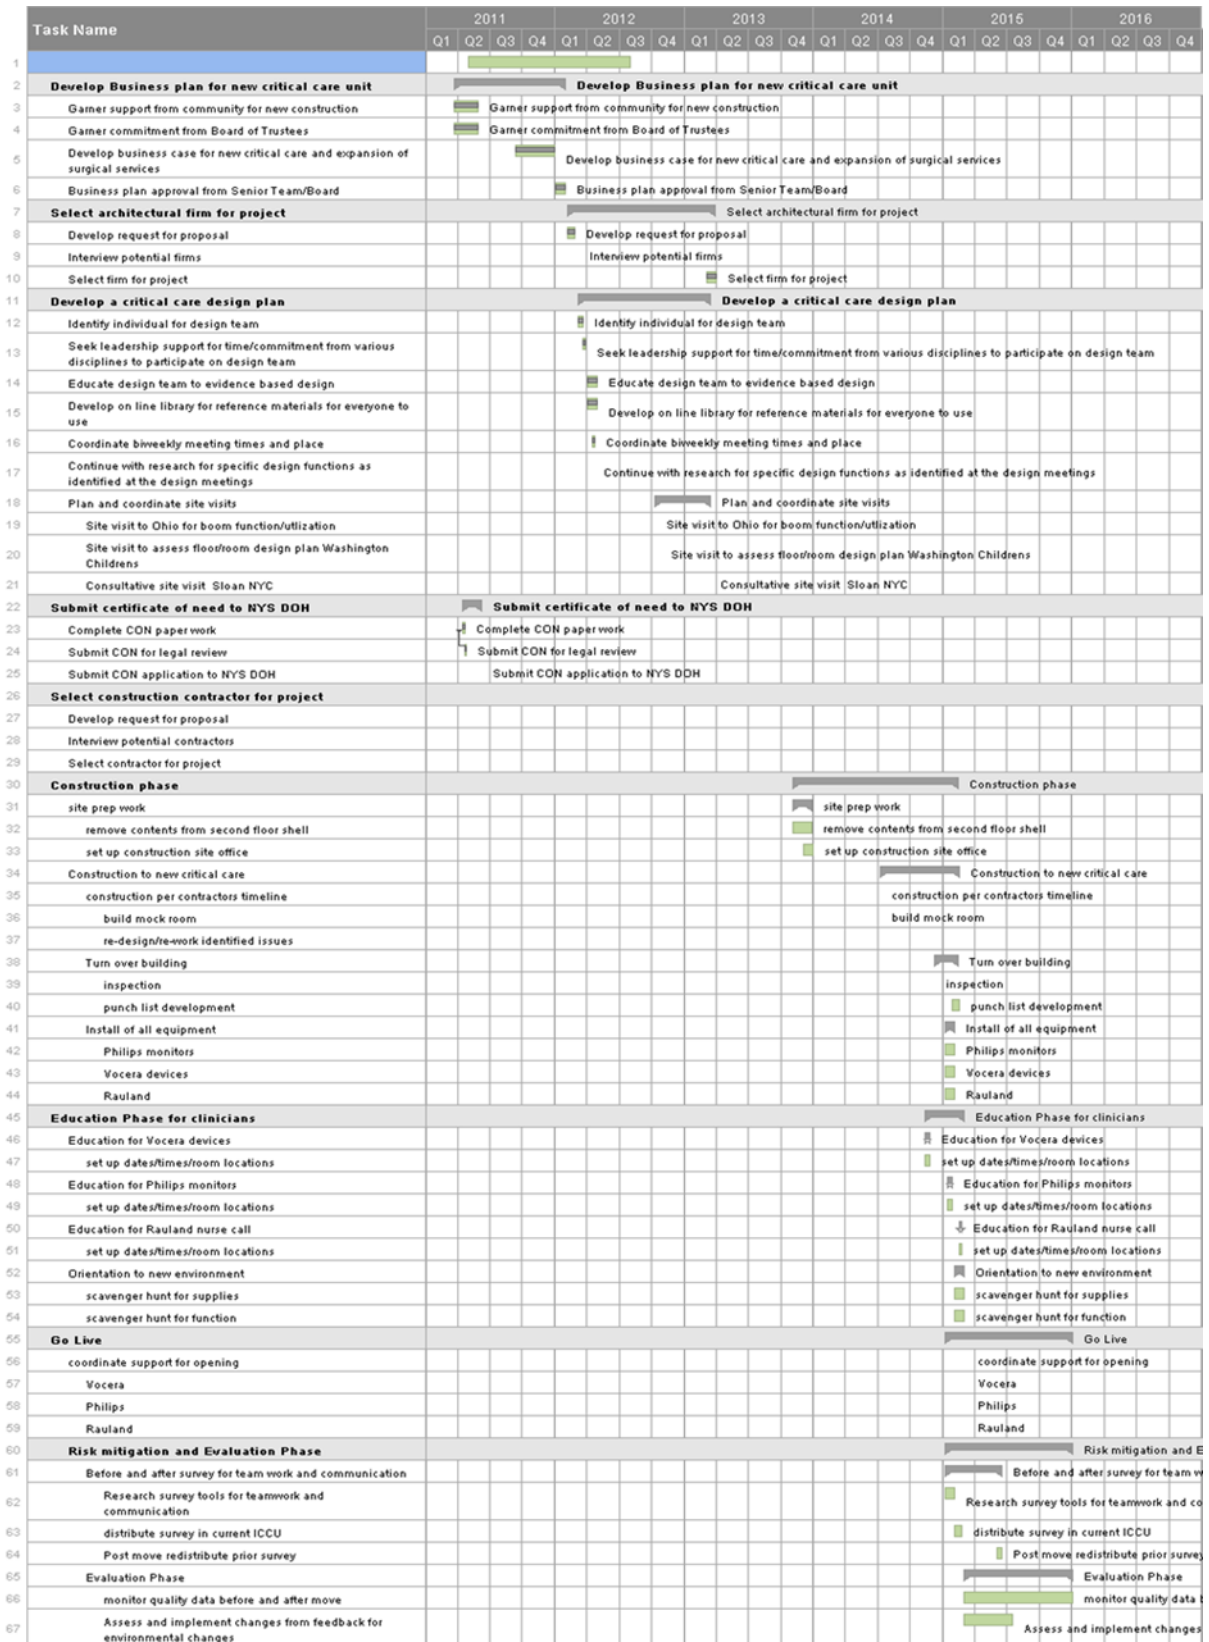 Task Name
2011 2012 2013 2014 2015 2016
Q1 Q2 Q3 Q4 Q1 Q2 Q3 Q4 Q1 Q2 Q3 Q4 Q1 Q2 Q3 Q4 Q1 Q2 Q3 Q4 Q1 Q2 Q3 Q4
1
2 Develop Business plan for new critical care unit Develop Business plan for new critical care unit
3 Garner support from community for new construction Garner support from community for new construction
4 Garner commitment from Board of Trustees Garner commitment from Board of Trustees
5 Develop business case for new critical care and expansion of
surgical services Develop business case for new critical care and expansion of surgical services
6 Business plan approval from Senior Team/Board Business plan approval from Senior Team/Board
7 Select architectural firm for project Select architectural firm for project
8 Develop request for proposal Develop request for proposal
9 Interview potential firms Interview potential firms
10 Select firm for project Select firm for project
11 Develop a critical care design plan Develop a critical care design plan
12 Identify individual for design team Identify individual for design team
13 Seek leadership support for time/commitment from various
disciplines to participate on design team Seek leadership support for time/commitment from various disciplines to participate on design team
14 Educate design team to evidence based design Educate design team to evidence based design
15 Develop on line library for reference materials for everyone to
use Develop on line library for reference materials for everyone to use
16 Coordinate biweekly meeting times and place Coordinate biweekly meeting times and place
17 Continue with research for specific design functions as
identified at the design meetings Continue with research for specific design functions as identified at the design meetings
18 Plan and coordinate site visits Plan and coordinate site visits
19 Site visit to Ohio for boom function/utlization Site visit to Ohio for boom function/utlization
20 Site visit to assess floor/room design plan Washington
Childrens Site visit to assess floor/room design plan Washington Childrens
21 Consultative site visit Sloan NYC Consultative site visit Sloan NYC
22 Submit certificate of need to NYS DOH Submit certificate of need to NYS DOH
23 Complete CON paper work Complete CON paper work
24 Submit CON for legal review Submit CON for legal review
25 Submit CON application to NYS DOH Submit CON application to NYS DOH
26 Select construction contractor for project
27 Develop request for proposal
28 Interview potential contractors
29 Select contractor for project
30 Construction phase Construction phase
31 site prep work site prep work
32 remove contents from second floor shell remove contents from second floor shell
33 set up construction site office set up construction site office
34 Construction to new critical care Construction to new critical care
35 construction per contractors timeline construction per contractors timeline
36 build mock room build mock room
37 re-design/re-work identified issues
38 Turn over building Turn over building
39 inspection inspection
40 punch list development punch list development
41 Install of all equipment Install of all equipment
42 Philips monitors Philips monitors
43 Vocera devices Vocera devices
44 Rauland Rauland
45 Education Phase for clinicians Education Phase for clinicians
46 Education for Vocera devices Education for Vocera devices
47 set up dates/times/room locations set up dates/times/room locations
48 Education for Philips monitors Education for Philips monitors
49 set up dates/times/room locations set up dates/times/room locations
50 Education for Rauland nurse call Education for Rauland nurse call
51 set up dates/times/room locations set up dates/times/room locations
52 Orientation to new environment Orientation to new environment
53 scavenger hunt for supplies scavenger hunt for supplies
54 scavenger hunt for function scavenger hunt for function
55 Go Live Go Live
56 coordinate support for opening coordinate support for opening
57 Vocera Vocera
58 Philips Philips
59 Rauland Rauland
60 Risk mitigation and Evaluation Phase Risk mitigation and E
61 Before and after survey for team work and communication Before and after survey for team w
62 Research survey tools for teamwork and
communication Research survey tools for teamwork and co
63 distribute survey in current ICCU distribute survey in current ICCU
64 Post move redistribute prior survey Post move redistribute prior survey
65 Evaluation Phase Evaluation Phase
66 monitor quality data before and after move monitor quality data b
67 Assess and implement changes from feedback for
environmental changes Assess and implement changes